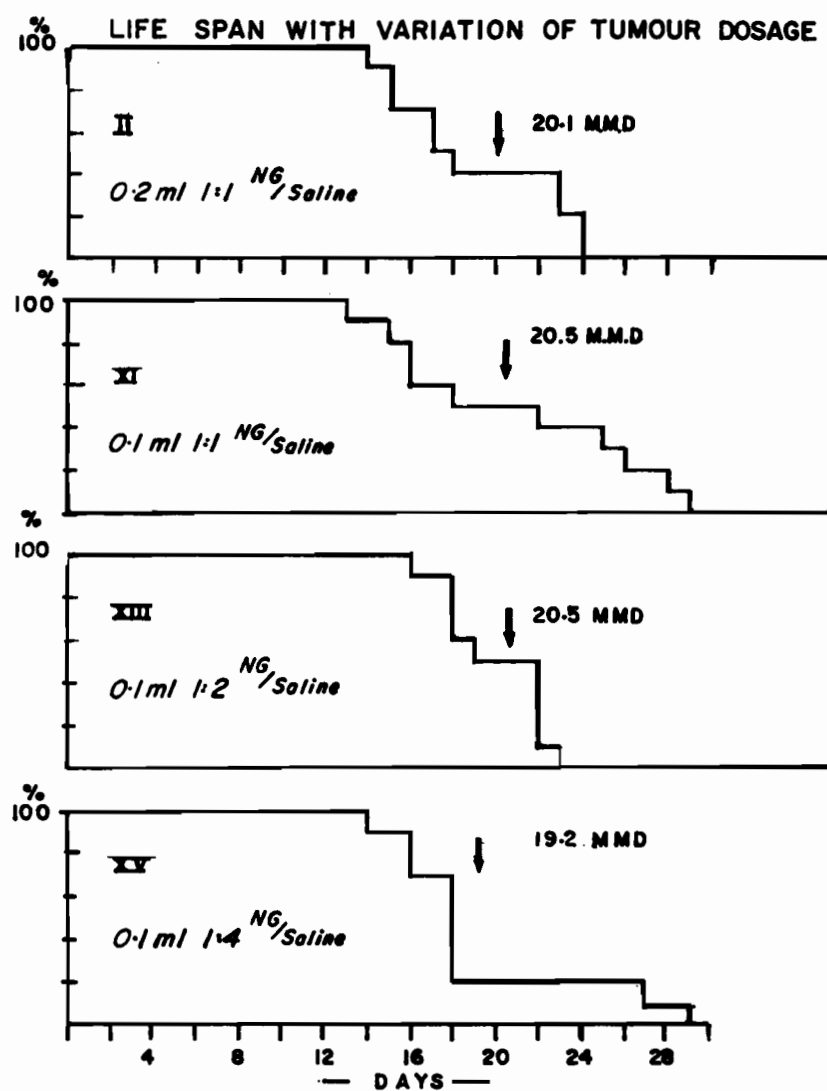 LIFE SPAN WITH VARIATION OF TUMOUR DOSAGE
%
100
II
20·1 M.M.D
0·2 ml 1:1 NG/Saline
%
100
20.5 M.M.D
XI
0·1 ml 1:1 NG/Saline
%
100
XIII
20·5 MMD
0·1 ml 1:2 NG/Saline
%
100
19·2 MMD
XV
0·1 ml 1:4 NG/Saline
4 8 12 16 20 24 28
— DAYS —